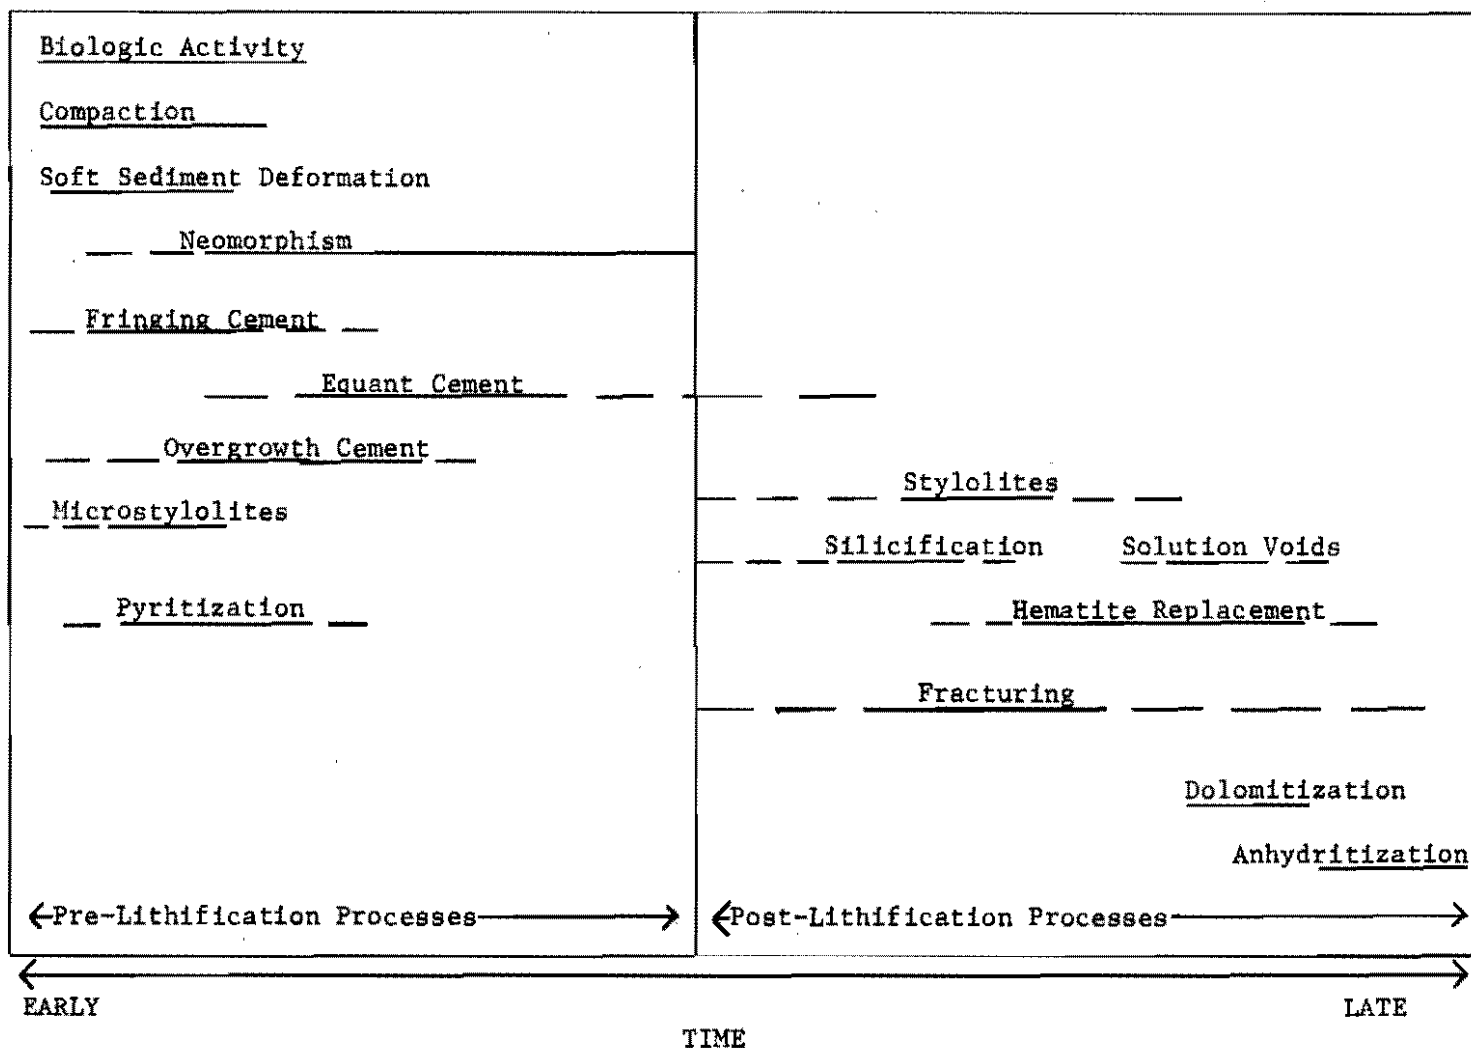 Biologic Activity
Compaction
Soft Sediment Deformation
Neomorphism
Fringing Cement
Equant Cement
Overgrowth Cement
Stylolites
Microstylolites
Silicification Solution Voids
Pyritization
Hematite Replacement
Fracturing
Dolomitization
Anhydritization
Pre-Lithification Processes
Post-Lithification Processes
EARLY
LATE
TIME